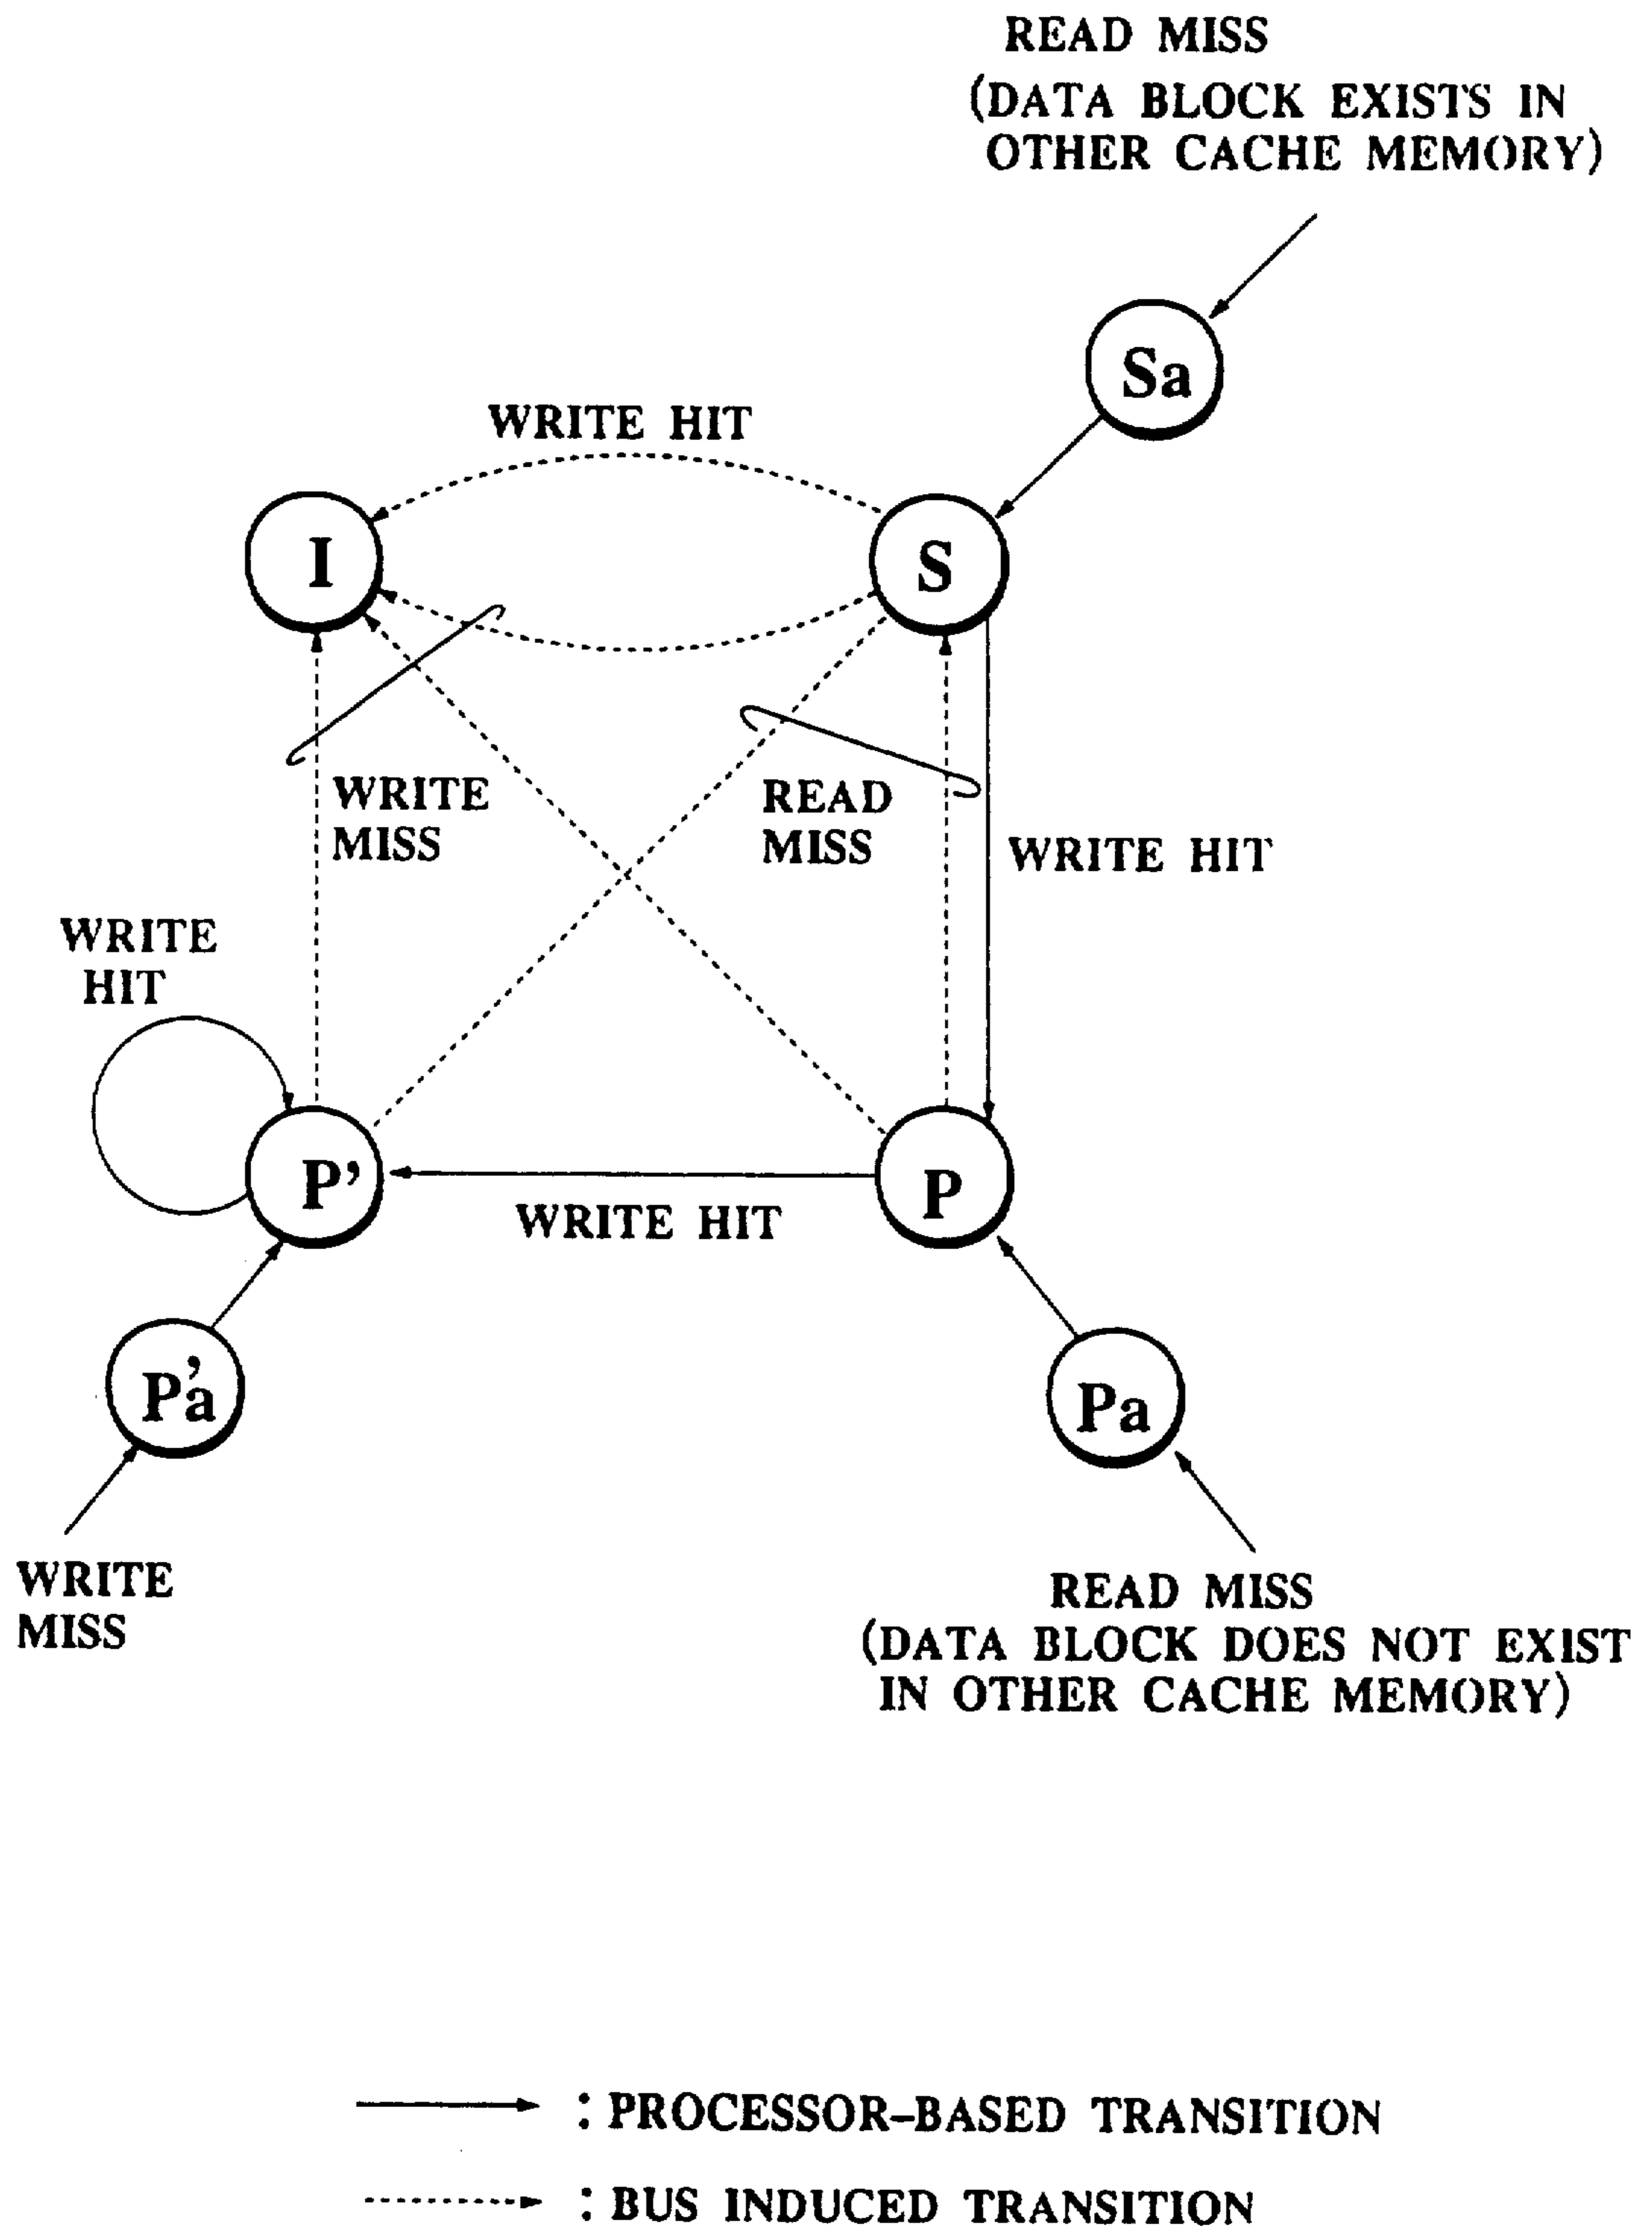 READ MISS
(DATA BLOCK EXISTS IN
OTHER CACHE MEMORY)
Sa
WRITE HIT
I
S
WRITE
MISS
READ
MISS
WRITE HIT
WRITE
HIT
P'
P
WRITE HIT
P'a
Pa
WRITE
MISS
READ MISS
(DATA BLOCK DOES NOT EXIST
IN OTHER CACHE MEMORY)
: PROCESSOR-BASED TRANSITION
: BUS INDUCED TRANSITION